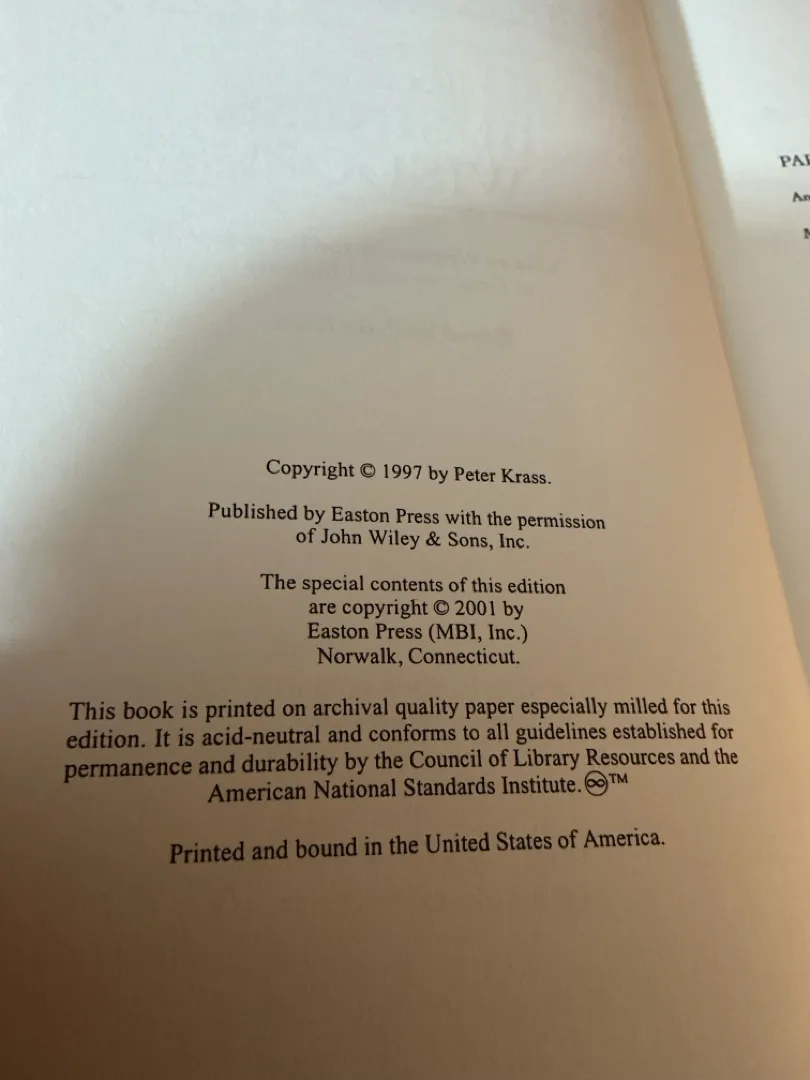 Copyright © 1997 by Peter Krass.
Published by Easton Press with the permission
of John Wiley & Sons, Inc.
The special contents of this edition
are copyright © 2001 by
Easton Press (MBI, Inc.)
Norwalk, Connecticut.
This book is printed on archival quality paper especially milled for this
edition. It is acid-neutral and conforms to all guidelines established for
permanence and durability by the Council of Library Resources and the
American National Standards Institute.♾™
Printed and bound in the United States of America.